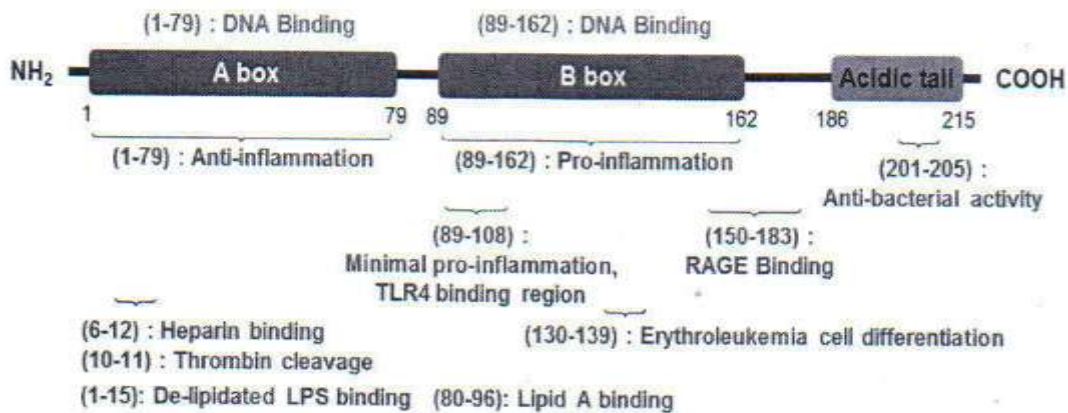 (1-79) : DNA Binding (89-162) : DNA Binding
NH2 A box B box Acidic tail COOH
1 79 89 162 186 215
(1-79) : Anti-inflammation (89-162) : Pro-inflammation
(201-205) :
Anti-bacterial activity
(89-108) :
Minimal pro-inflammation,
TLR4 binding region
(150-183) :
RAGE Binding
(6-12) : Heparin binding
(130-139) : Erythroleukemia cell differentiation
(10-11) : Thrombin cleavage
(1-15): De-lipidated LPS binding (80-96): Lipid A binding